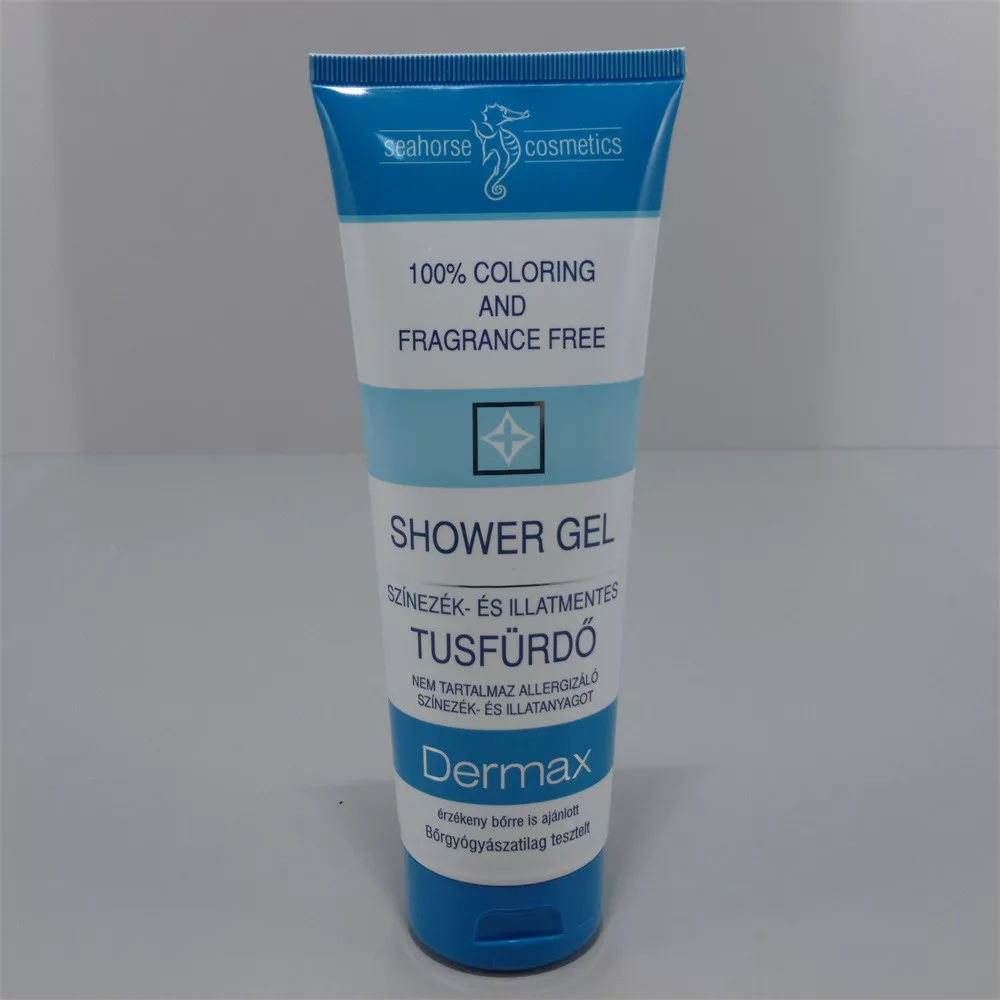 seahorse cosmetics
100% COLORING
AND
FRAGRANCE FREE
SHOWER GEL
SZÍNEZÉK- ÉS ILLATMENTES
TUSFÜRDŐ
NEM TARTALMAZ ALLERGIZÁLÓ
SZÍNEZÉK- ÉS ILLATANYAGOT
Dermax
érzékeny bőrre is ajánlott
Bőrgyógyászatilag tesztelt